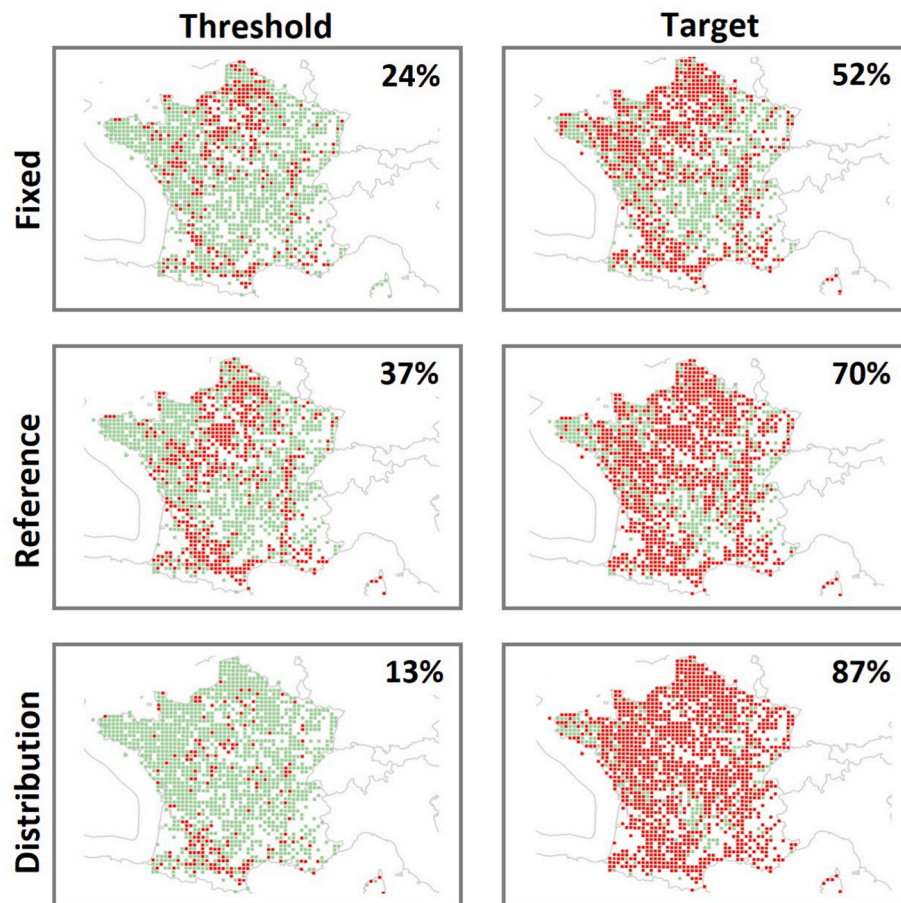 Threshold
Target
Fixed
24%
52%
Reference
37%
70%
Distribution
13%
87%